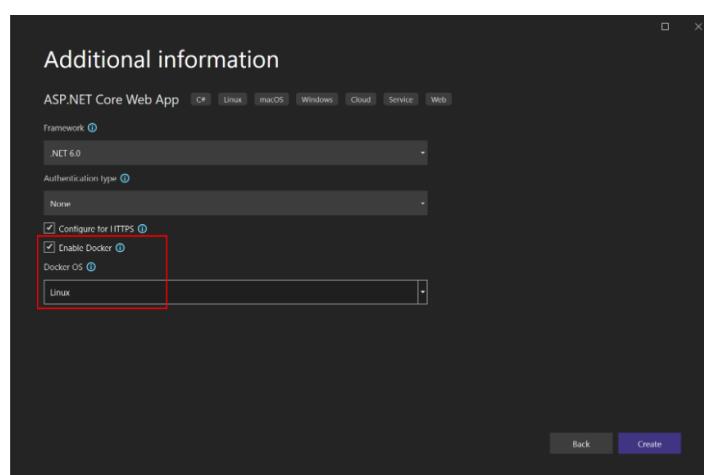 Additional information
ASP.NET Core Web App C# Linux macOS Windows Cloud Service Web
Framework
.NET 6.0
Authentication type
None
Configure for HTTPS
Enable Docker
Docker OS
Linux
Back Create